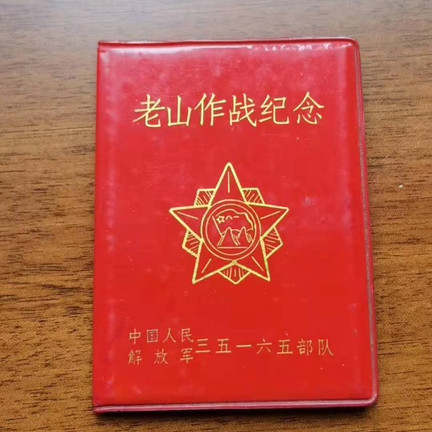 老山作战纪念
中国人民
解放军三五一六五部队